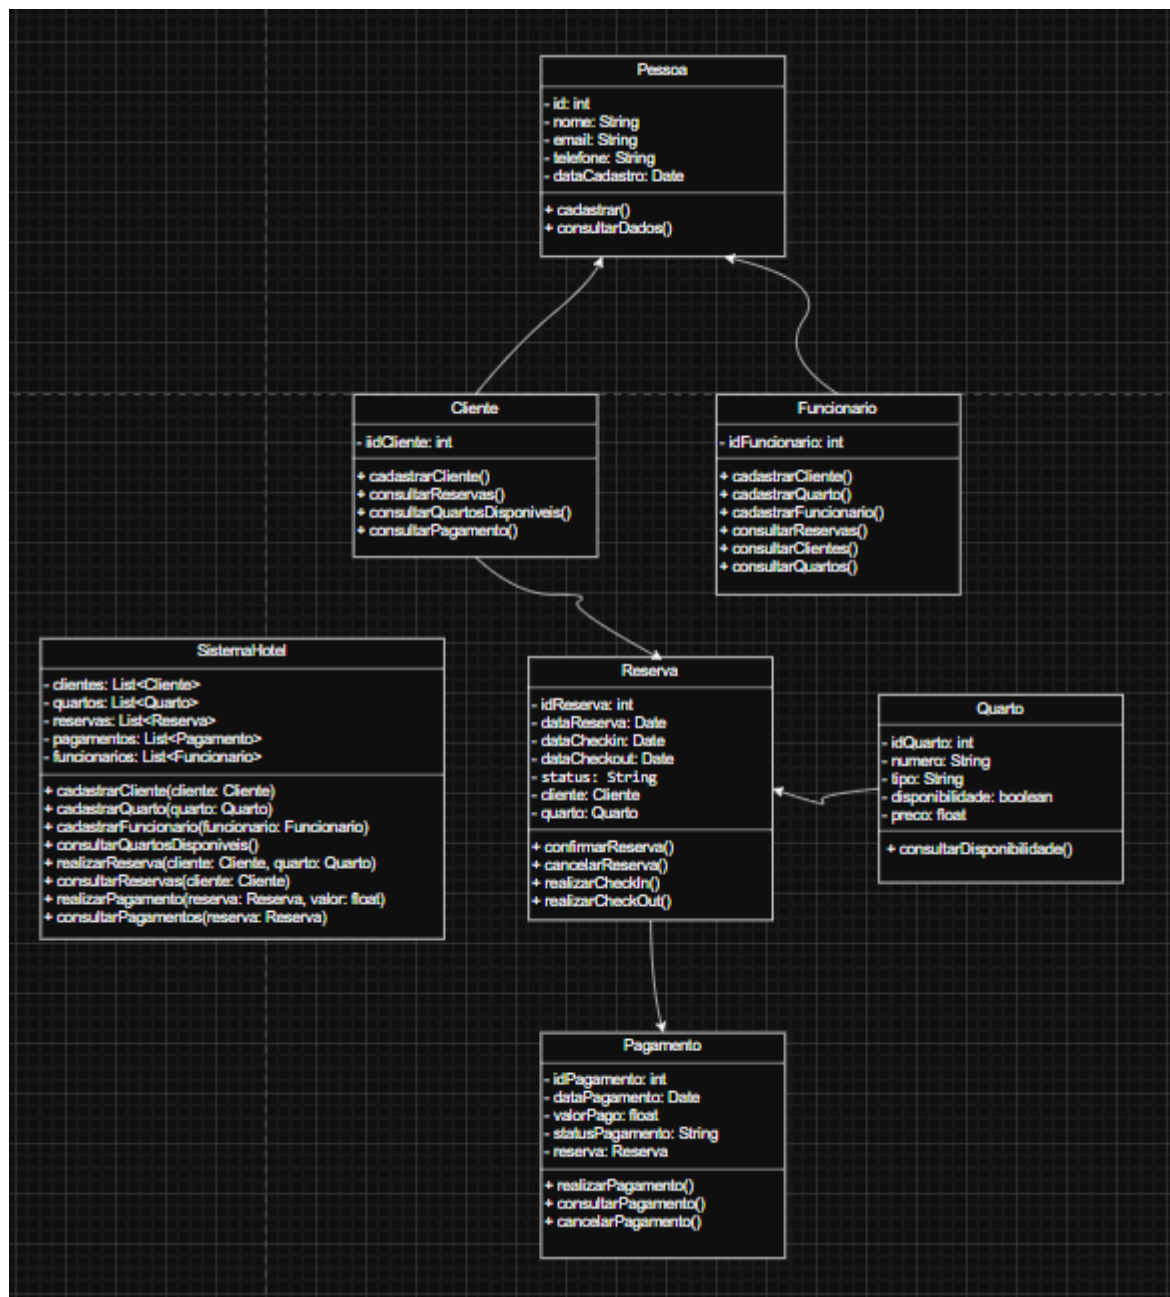 Pessoa
- id: int
- nome: String
- email: String
- telefone: String
- dataCadastro: Date
+ cadastrar()
+ consultarDados()
Cliente
- iidCliente: int
+ cadastrarCliente()
+ consultarReservas()
+ consultarQuartosDisponiveis()
+ consultarPagamento()
Funcionario
- idFuncionario: int
+ cadastrarCliente()
+ cadastrarQuarto()
+ cadastrarFuncionario()
+ consultarReservas()
+ consultarClientes()
+ consultarQuartos()
SistemaHotel
- clientes: List<Cliente>
- quartos: List<Quarto>
- reservas: List<Reserva>
- pagamentos: List<Pagamento>
- funcionarios: List<Funcionario>
+ cadastrarCliente(cliente: Cliente)
+ cadastrarQuarto(quarto: Quarto)
+ cadastrarFuncionario(funcionario: Funcionario)
+ consultarQuartosDisponiveis()
+ realizarReserva(cliente: Cliente, quarto: Quarto)
+ consultarReservas(cliente: Cliente)
+ realizarPagamento(reserva: Reserva, valor: float)
+ consultarPagamentos(reserva: Reserva)
Reserva
- idReserva: int
- dataReserva: Date
- dataCheckin: Date
- dataCheckout: Date
- status: String
- cliente: Cliente
- quarto: Quarto
+ confirmarReserva()
+ cancelarReserva()
+ realizarCheckIn()
+ realizarCheckOut()
Quarto
- idQuarto: int
- numero: String
- tipo: String
- disponibilidade: boolean
- preco: float
+ consultarDisponibilidade()
Pagamento
- idPagamento: int
- dataPagamento: Date
- valorPago: float
- statusPagamento: String
- reserva: Reserva
+ realizarPagamento()
+ consultarPagamento()
+ cancelarPagamento()